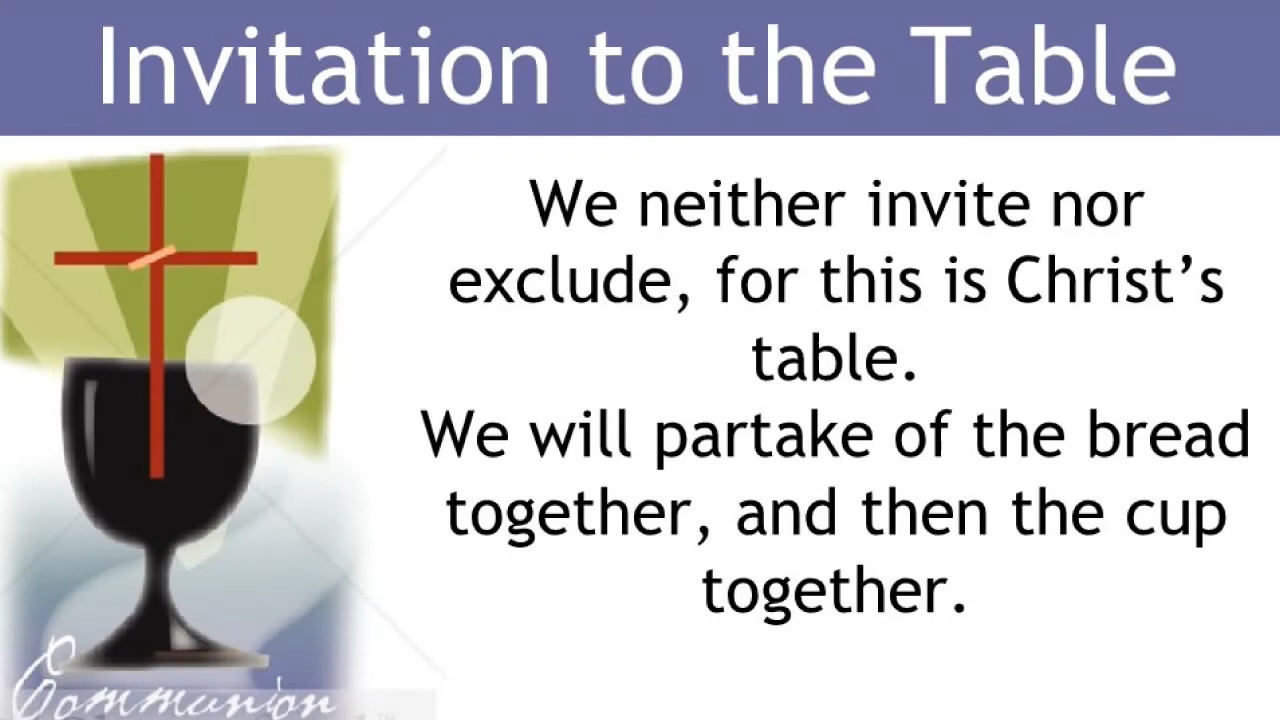 Invitation to the Table
We neither invite nor
exclude, for this is Christ’s
table.
We will partake of the bread
together, and then the cup
together.
Communion